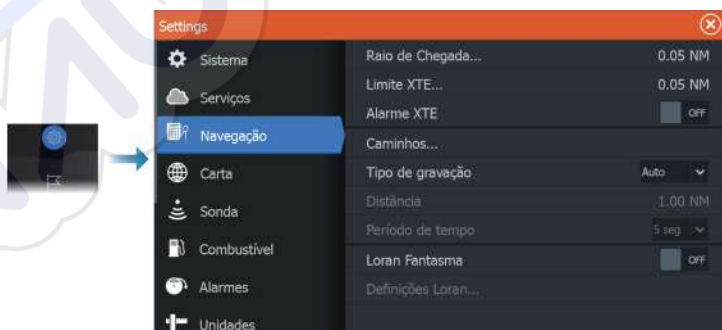 Settings
Sistema
Serviços
Navegação
Carta
Sonda
Combustível
Alarmes
Unidades
Raio de Chegada... 0.05 NM
Limite XTE... 0.05 NM
Alarme XTE OFF
Caminhos...
Tipo de gravação Auto
Distância 1.00 NM
Período de tempo 5 seg
Loran Fantasma OFF
Definições Loran...